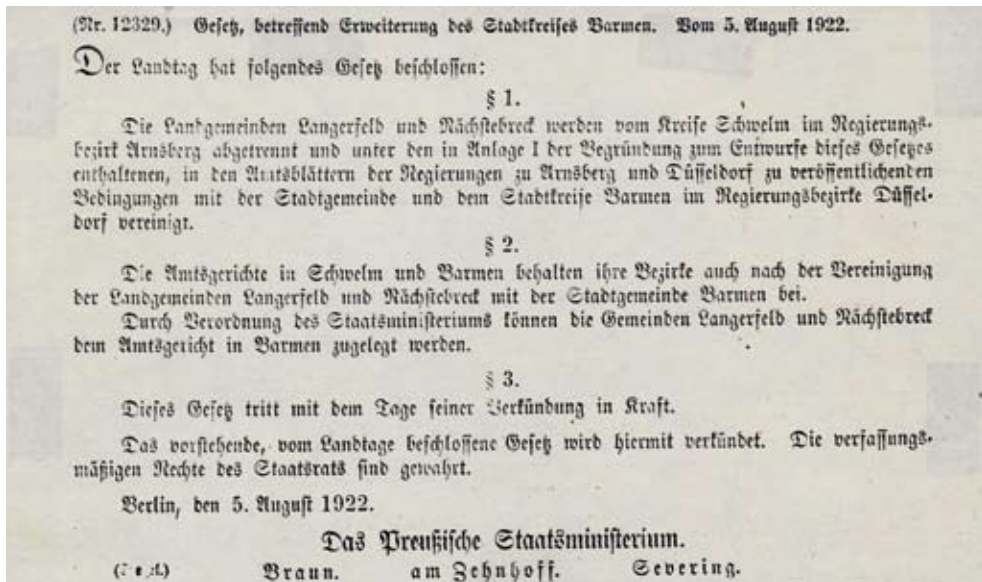 (Nr. 12329.) Gesetz, betreffend Erweiterung des Stadtkreises Barmen. Vom 5. August 1922.
Der Landtag hat folgendes Gesetz beschlossen:
§ 1.
Die Landgemeinden Langerfeld und Nächstebreck werden vom Kreise Schwelm im Regierungs-
bezirk Arnsberg abgetrennt und unter den in Anlage I der Begründung zum Entwurfe dieses Gesetzes
enthaltenen, in den Amtsblättern der Regierungen zu Arnsberg und Düsseldorf zu veröffentlichenden
Bedingungen mit der Stadtgemeinde und dem Stadtkreise Barmen im Regierungsbezirke Düssel-
dorf vereinigt.
§ 2.
Die Amtsgerichte in Schwelm und Barmen behalten ihre Bezirke auch nach der Vereinigung
der Landgemeinden Langerfeld und Nächstebreck mit der Stadtgemeinde Barmen bei.
Durch Verordnung des Staatsministeriums können die Gemeinden Langerfeld und Nächstebreck
dem Amtsgericht in Barmen zugelegt werden.
§ 3.
Dieses Gesetz tritt mit dem Tage seiner Verkündung in Kraft.
Das vorstehende, vom Landtage beschlossene Gesetz wird hiermit verkündet. Die verfassungs-
mäßigen Rechte des Staatsrats sind gewahrt.
Berlin, den 5. August 1922.
Das Preußische Staatsministerium.
Braun. am Zehnhoff. Severing.